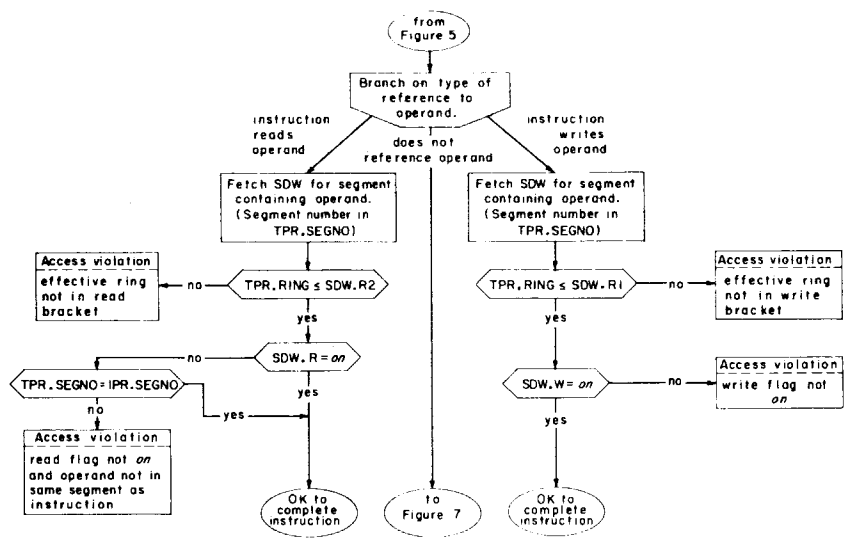 from
Figure 5
Branch on type of
reference to
operand.
instruction
reads
operand
does not
reference operand
instruction
writes
operand
Fetch SDW for segment
containing operand.
(Segment number in
TPR.SEGNO)
Fetch SDW for segment
containing operand.
(Segment number in
TPR.SEGNO)
Access violation
effective ring
not in read
bracket
no
TPR.RING ≤ SDW.R2
yes
TPR.RING ≤ SDW.R1
no
yes
Access violation
effective ring
not in write
bracket
no
SDW.R = on
yes
TPR.SEGNO = IPR.SEGNO
no
yes
SDW.W = on
no
yes
Access violation
write flag not
on
Access violation
read flag not on
and operand not in
same segment as
instruction
OK to
complete
instruction
to
Figure 7
OK to
complete
instruction